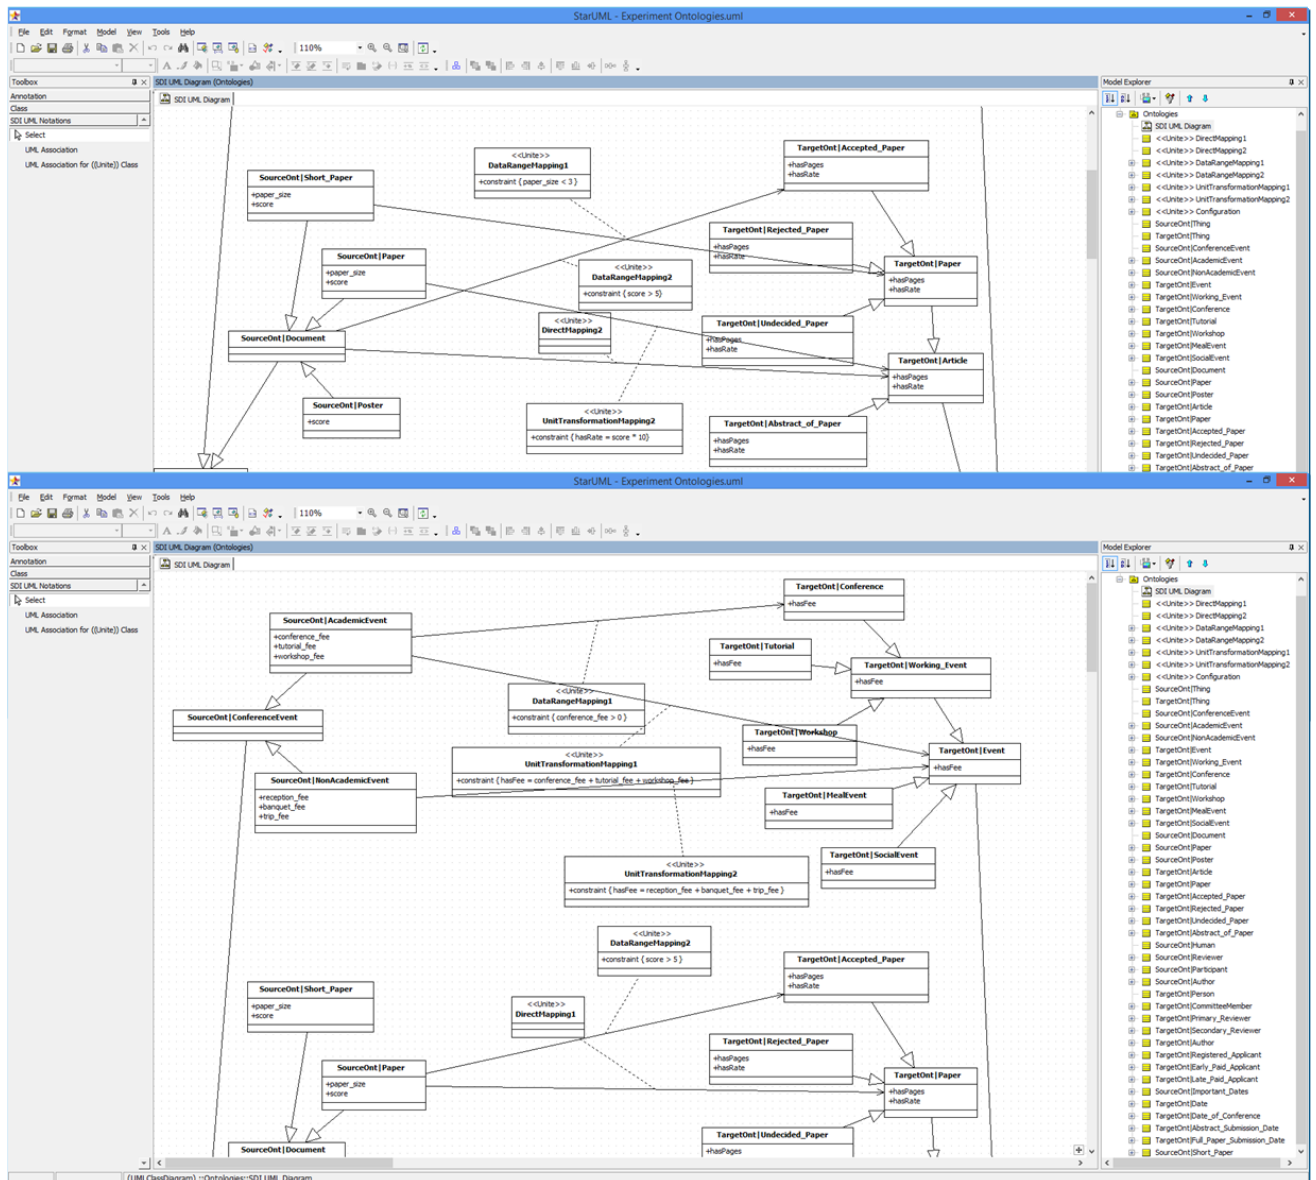 StarUML - Experiment Ontologies.uml
File Edit Format Model View Tools Help
110%
Toolbox
Annotation
Class
SDI UML Notations
Select
UML Association
UML Association for ((Unite)) Class
SDI UML Diagram (Ontologies)
SDI UML Diagram
SourceOnt|Short_Paper
+paper_size
+score
<<Unite>>
DataRangeMapping1
+constraint { paper_size < 3 }
TargetOnt|Accepted_Paper
+hasPages
+hasRate
SourceOnt|Paper
+paper_size
+score
TargetOnt|Rejected_Paper
+hasPages
+hasRate
<<Unite>>
DataRangeMapping2
+constraint { score > 5}
TargetOnt|Paper
+hasPages
+hasRate
SourceOnt|Document
<<Unite>>
DirectMapping2
TargetOnt|Undecided_Paper
+hasPages
+hasRate
TargetOnt|Article
+hasPages
+hasRate
SourceOnt|Poster
+score
<<Unite>>
UnitTransformationMapping2
+constraint { hasRate = score * 10}
TargetOnt|Abstract_of_Paper
+hasPages
+hasRate
Model Explorer
Ontologies
SDI UML Diagram
<<Unite>> DirectMapping1
<<Unite>> DirectMapping2
<<Unite>> DataRangeMapping1
<<Unite>> DataRangeMapping2
<<Unite>> UnitTransformationMapping1
<<Unite>> UnitTransformationMapping2
<<Unite>> Configuration
SourceOnt|Thing
TargetOnt|Thing
SourceOnt|ConferenceEvent
SourceOnt|AcademicEvent
SourceOnt|NonAcademicEvent
TargetOnt|Event
TargetOnt|Working_Event
TargetOnt|Conference
TargetOnt|Tutorial
TargetOnt|Workshop
TargetOnt|MealEvent
TargetOnt|SocialEvent
SourceOnt|Document
SourceOnt|Paper
SourceOnt|Poster
TargetOnt|Article
TargetOnt|Paper
TargetOnt|Accepted_Paper
TargetOnt|Rejected_Paper
TargetOnt|Undecided_Paper
TargetOnt|Abstract_of_Paper
StarUML - Experiment Ontologies.uml
File Edit Format Model View Tools Help
110%
Toolbox
Annotation
Class
SDI UML Notations
Select
UML Association
UML Association for ((Unite)) Class
SDI UML Diagram (Ontologies)
SDI UML Diagram
SourceOnt|AcademicEvent
+conference_fee
+tutorial_fee
+workshop_fee
TargetOnt|Conference
+hasFee
TargetOnt|Tutorial
+hasFee
TargetOnt|Working_Event
+hasFee
SourceOnt|ConferenceEvent
<<Unite>>
DataRangeMapping1
+constraint { conference_fee > 0 }
TargetOnt|Workshop
+hasFee
TargetOnt|Event
+hasFee
<<Unite>>
UnitTransformationMapping1
+constraint { hasFee = conference_fee + tutorial_fee + workshop_fee }
SourceOnt|NonAcademicEvent
+reception_fee
+banquet_fee
+trip_fee
TargetOnt|MealEvent
+hasFee
TargetOnt|SocialEvent
+hasFee
<<Unite>>
UnitTransformationMapping2
+constraint { hasFee = reception_fee + banquet_fee + trip_fee }
<<Unite>>
DataRangeMapping2
+constraint { score > 5 }
TargetOnt|Accepted_Paper
+hasPages
+hasRate
SourceOnt|Short_Paper
+paper_size
+score
<<Unite>>
DirectMapping1
TargetOnt|Rejected_Paper
+hasPages
+hasRate
SourceOnt|Paper
+paper_size
+score
TargetOnt|Paper
+hasPages
+hasRate
SourceOnt|Document
TargetOnt|Undecided_Paper
+hasPages
Model Explorer
Ontologies
SDI UML Diagram
<<Unite>> DirectMapping1
<<Unite>> DirectMapping2
<<Unite>> DataRangeMapping1
<<Unite>> DataRangeMapping2
<<Unite>> UnitTransformationMapping1
<<Unite>> UnitTransformationMapping2
<<Unite>> Configuration
SourceOnt|Thing
TargetOnt|Thing
SourceOnt|ConferenceEvent
SourceOnt|AcademicEvent
SourceOnt|NonAcademicEvent
TargetOnt|Event
TargetOnt|Working_Event
TargetOnt|Conference
TargetOnt|Tutorial
TargetOnt|Workshop
TargetOnt|MealEvent
TargetOnt|SocialEvent
SourceOnt|Document
SourceOnt|Paper
SourceOnt|Poster
TargetOnt|Article
TargetOnt|Paper
TargetOnt|Accepted_Paper
TargetOnt|Rejected_Paper
TargetOnt|Undecided_Paper
TargetOnt|Abstract_of_Paper
SourceOnt|Human
SourceOnt|Reviewer
SourceOnt|Participant
SourceOnt|Author
TargetOnt|Person
TargetOnt|CommitteeMember
TargetOnt|Primary_Reviewer
TargetOnt|Secondary_Reviewer
TargetOnt|Author
TargetOnt|Registered_Applicant
TargetOnt|Early_Paid_Applicant
TargetOnt|Late_Paid_Applicant
SourceOnt|Important_Dates
TargetOnt|Date
TargetOnt|Date_of_Conference
TargetOnt|Abstract_Submission_Date
TargetOnt|Full_Paper_Submission_Date
SourceOnt|Short_Paper
(UMLClassDiagram) ::Ontologies::SDI UML Diagram